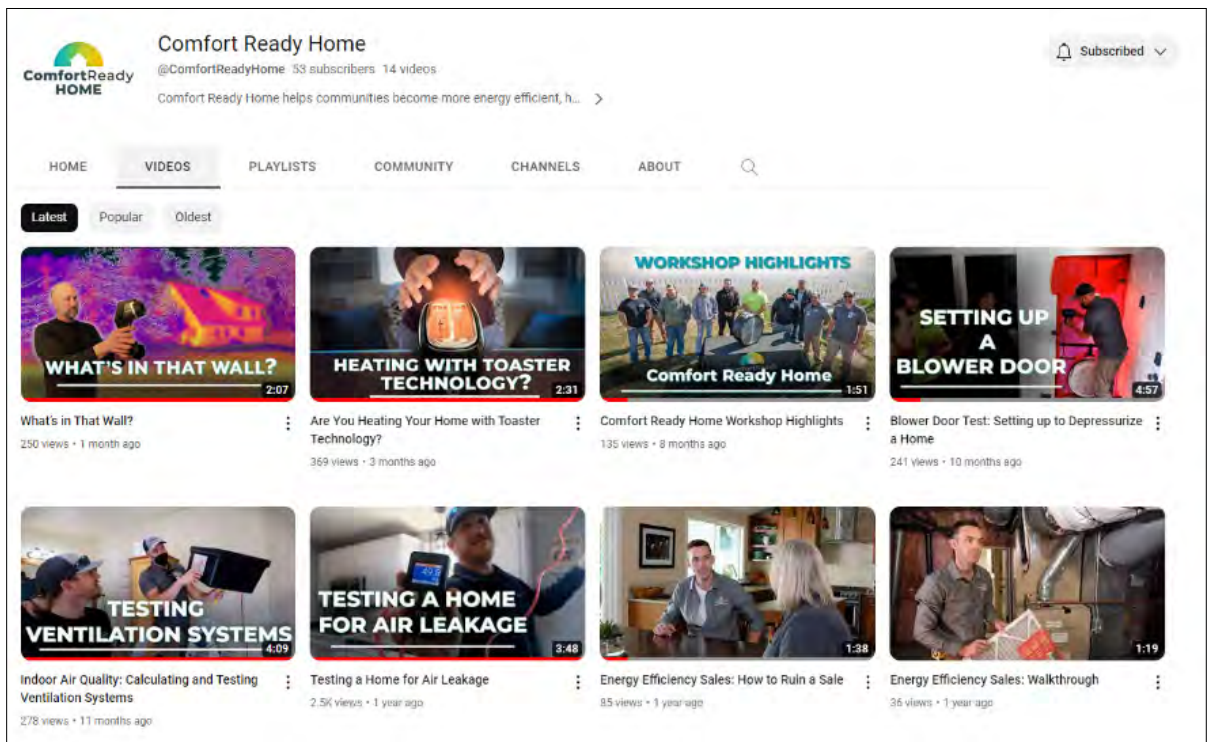 Comfort Ready Home
ComfortReady
HOME
@ComfortReadyHome 53 subscribers 14 videos
Comfort Ready Home helps communities become more energy efficient, h...
Subscribed
HOME VIDEOS PLAYLISTS COMMUNITY CHANNELS ABOUT
Latest Popular Oldest
WHAT'S IN THAT WALL?
2:07
HEATING WITH TOASTER
TECHNOLOGY?
2:31
WORKSHOP HIGHLIGHTS
Comfort Ready Home
1:51
SETTING UP
A
BLOWER DOOR
4:57
What's in That Wall?
250 views • 1 month ago
Are You Heating Your Home with Toaster
Technology?
369 views • 3 months ago
Comfort Ready Home Workshop Highlights
135 views • 8 months ago
Blower Door Test: Setting up to Depressurize
a Home
241 views • 10 months ago
TESTING
VENTILATION SYSTEMS
4:09
TESTING A HOME
FOR AIR LEAKAGE
3:48
1:38
1:19
Indoor Air Quality: Calculating and Testing
Ventilation Systems
278 views • 11 months ago
Testing a Home for Air Leakage
2.5K views • 1 year ago
Energy Efficiency Sales: How to Ruin a Sale
85 views • 1 year ago
Energy Efficiency Sales: Walkthrough
36 views • 1 year ago